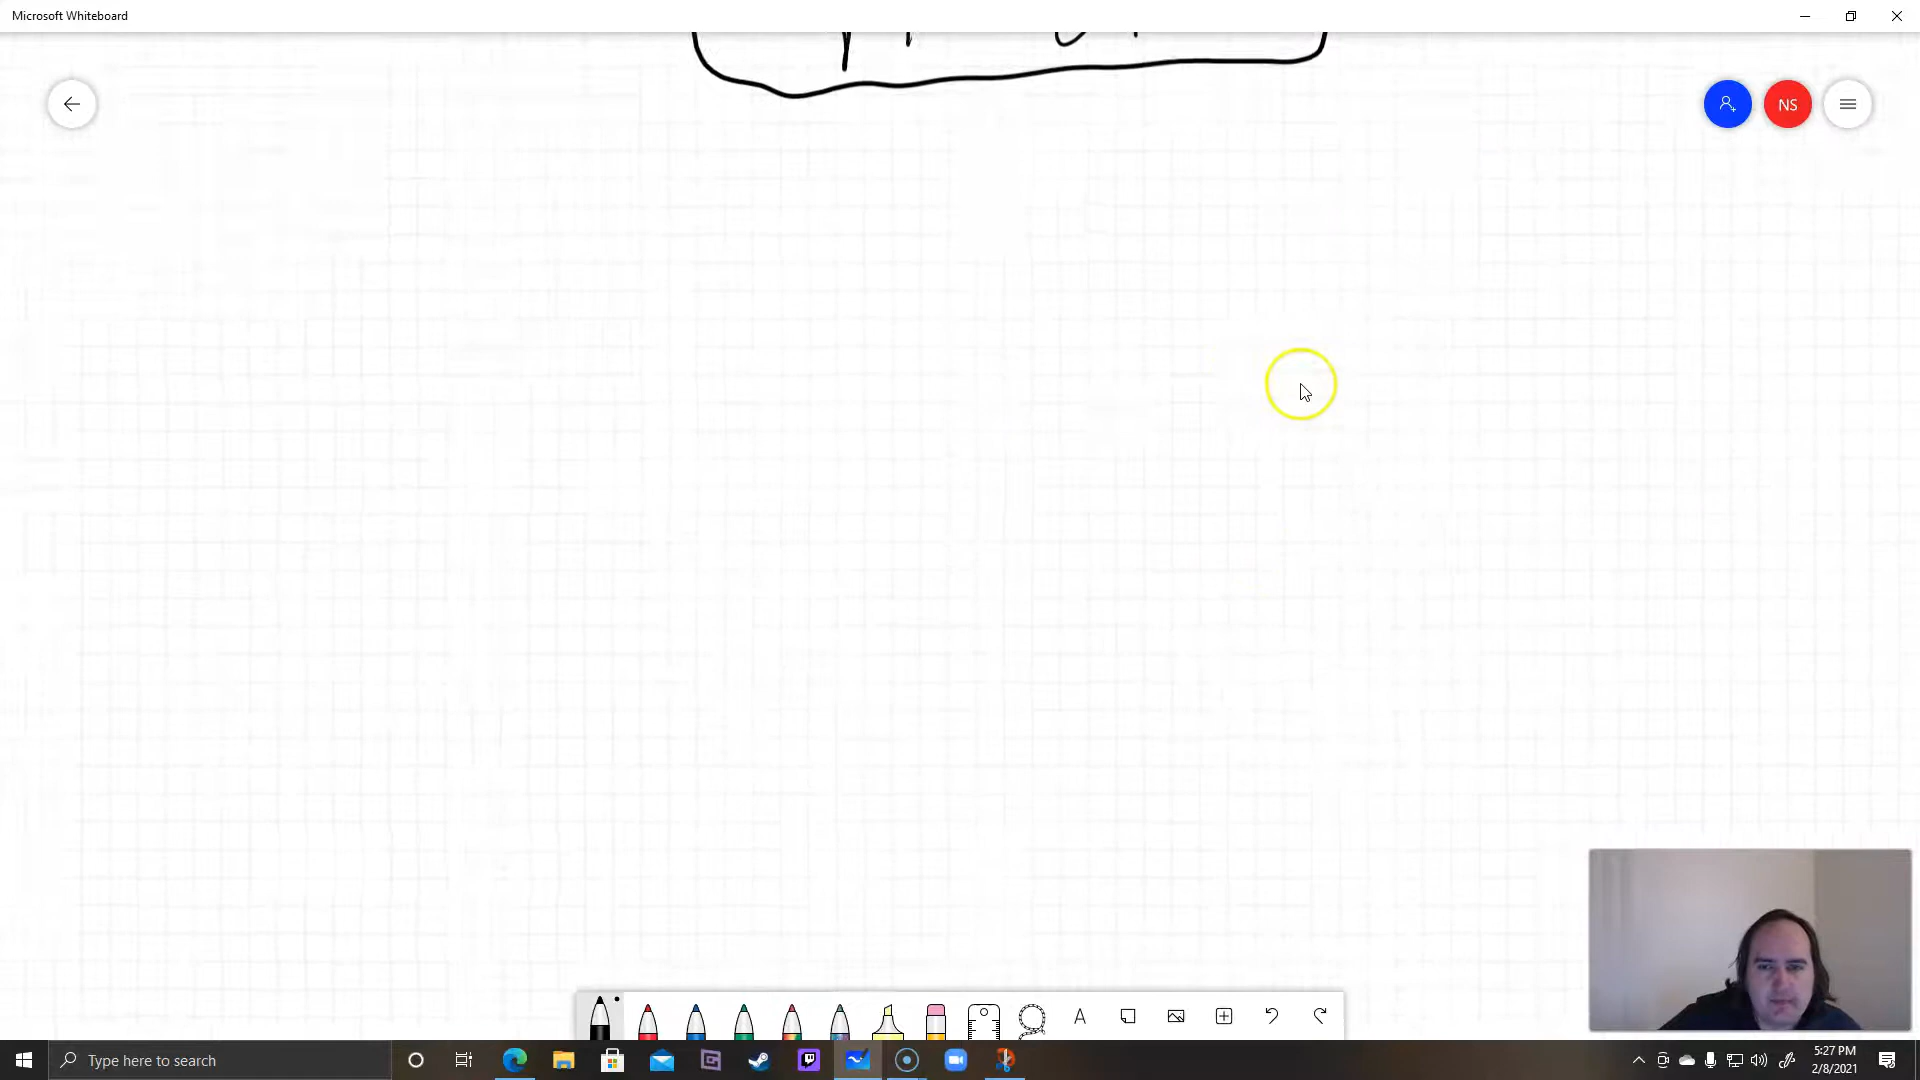 Microsoft Whiteboard
NS
A
Type here to search
5:27 PM
2/8/2021